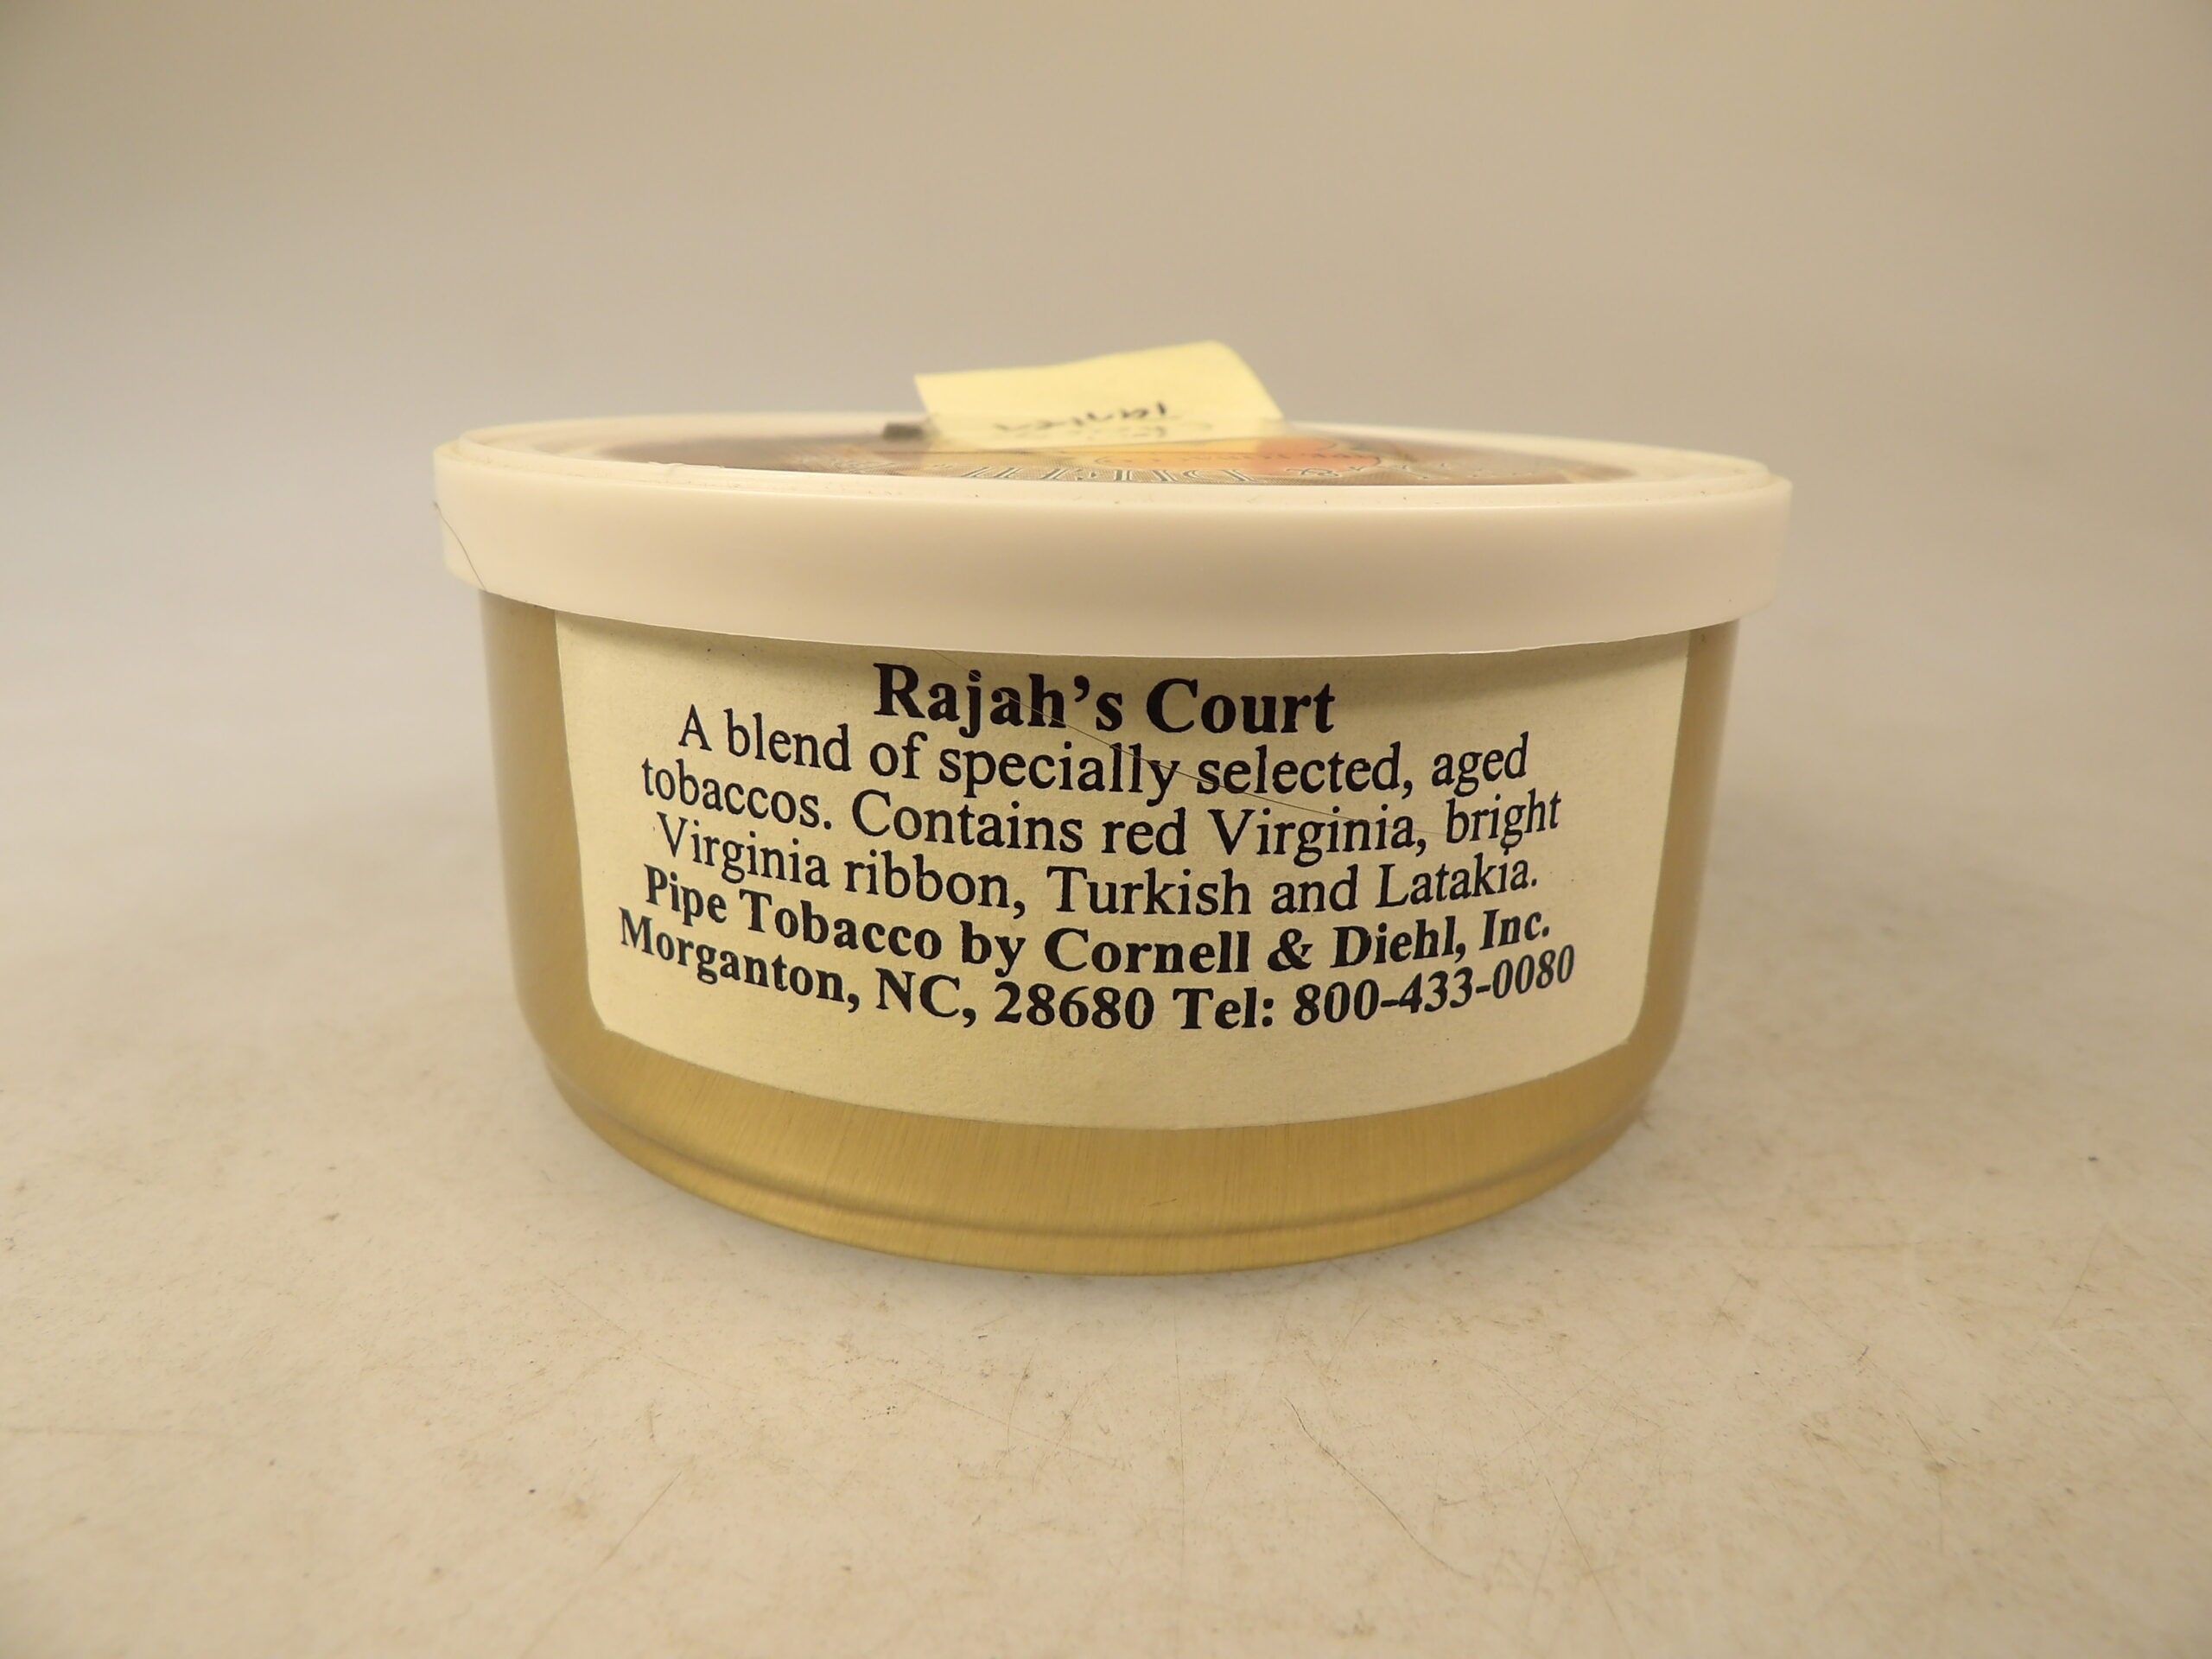 Rajah's Court
A blend of specially selected, aged
tobaccos. Contains red Virginia, bright
Virginia ribbon, Turkish and Latakia.
Pipe Tobacco by Cornell & Diehl, Inc.
Morganton, NC, 28680 Tel: 800-433-0080